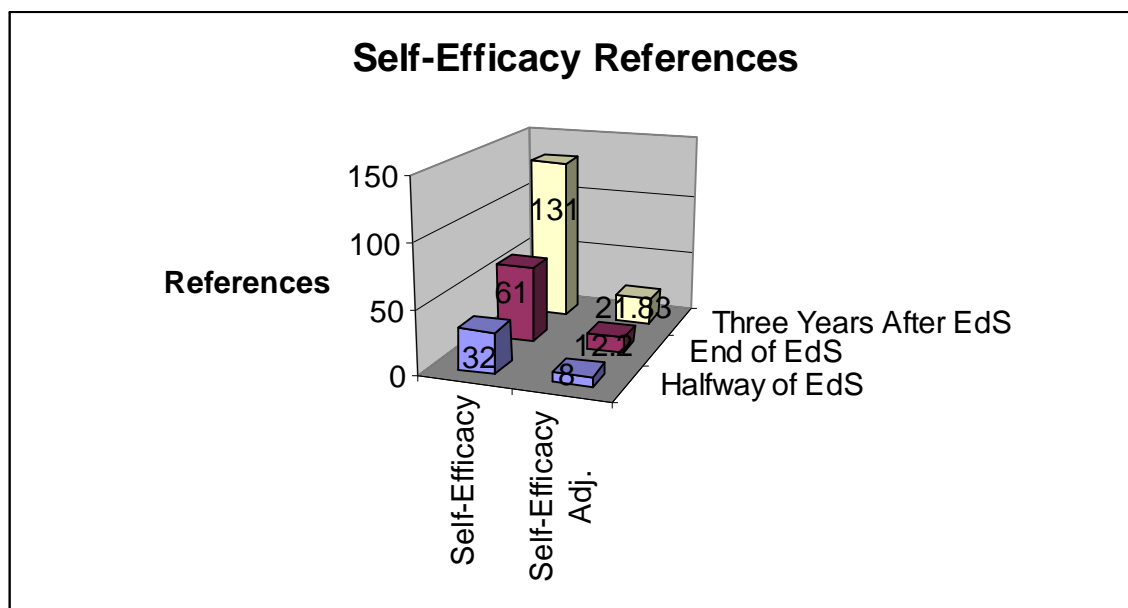 Self-Efficacy References
150
100
50
0
References
131
61
32
21.83
12.2
8
Three Years After EdS
End of EdS
Halfway of EdS
Self-Efficacy
Self-Efficacy
Adj.